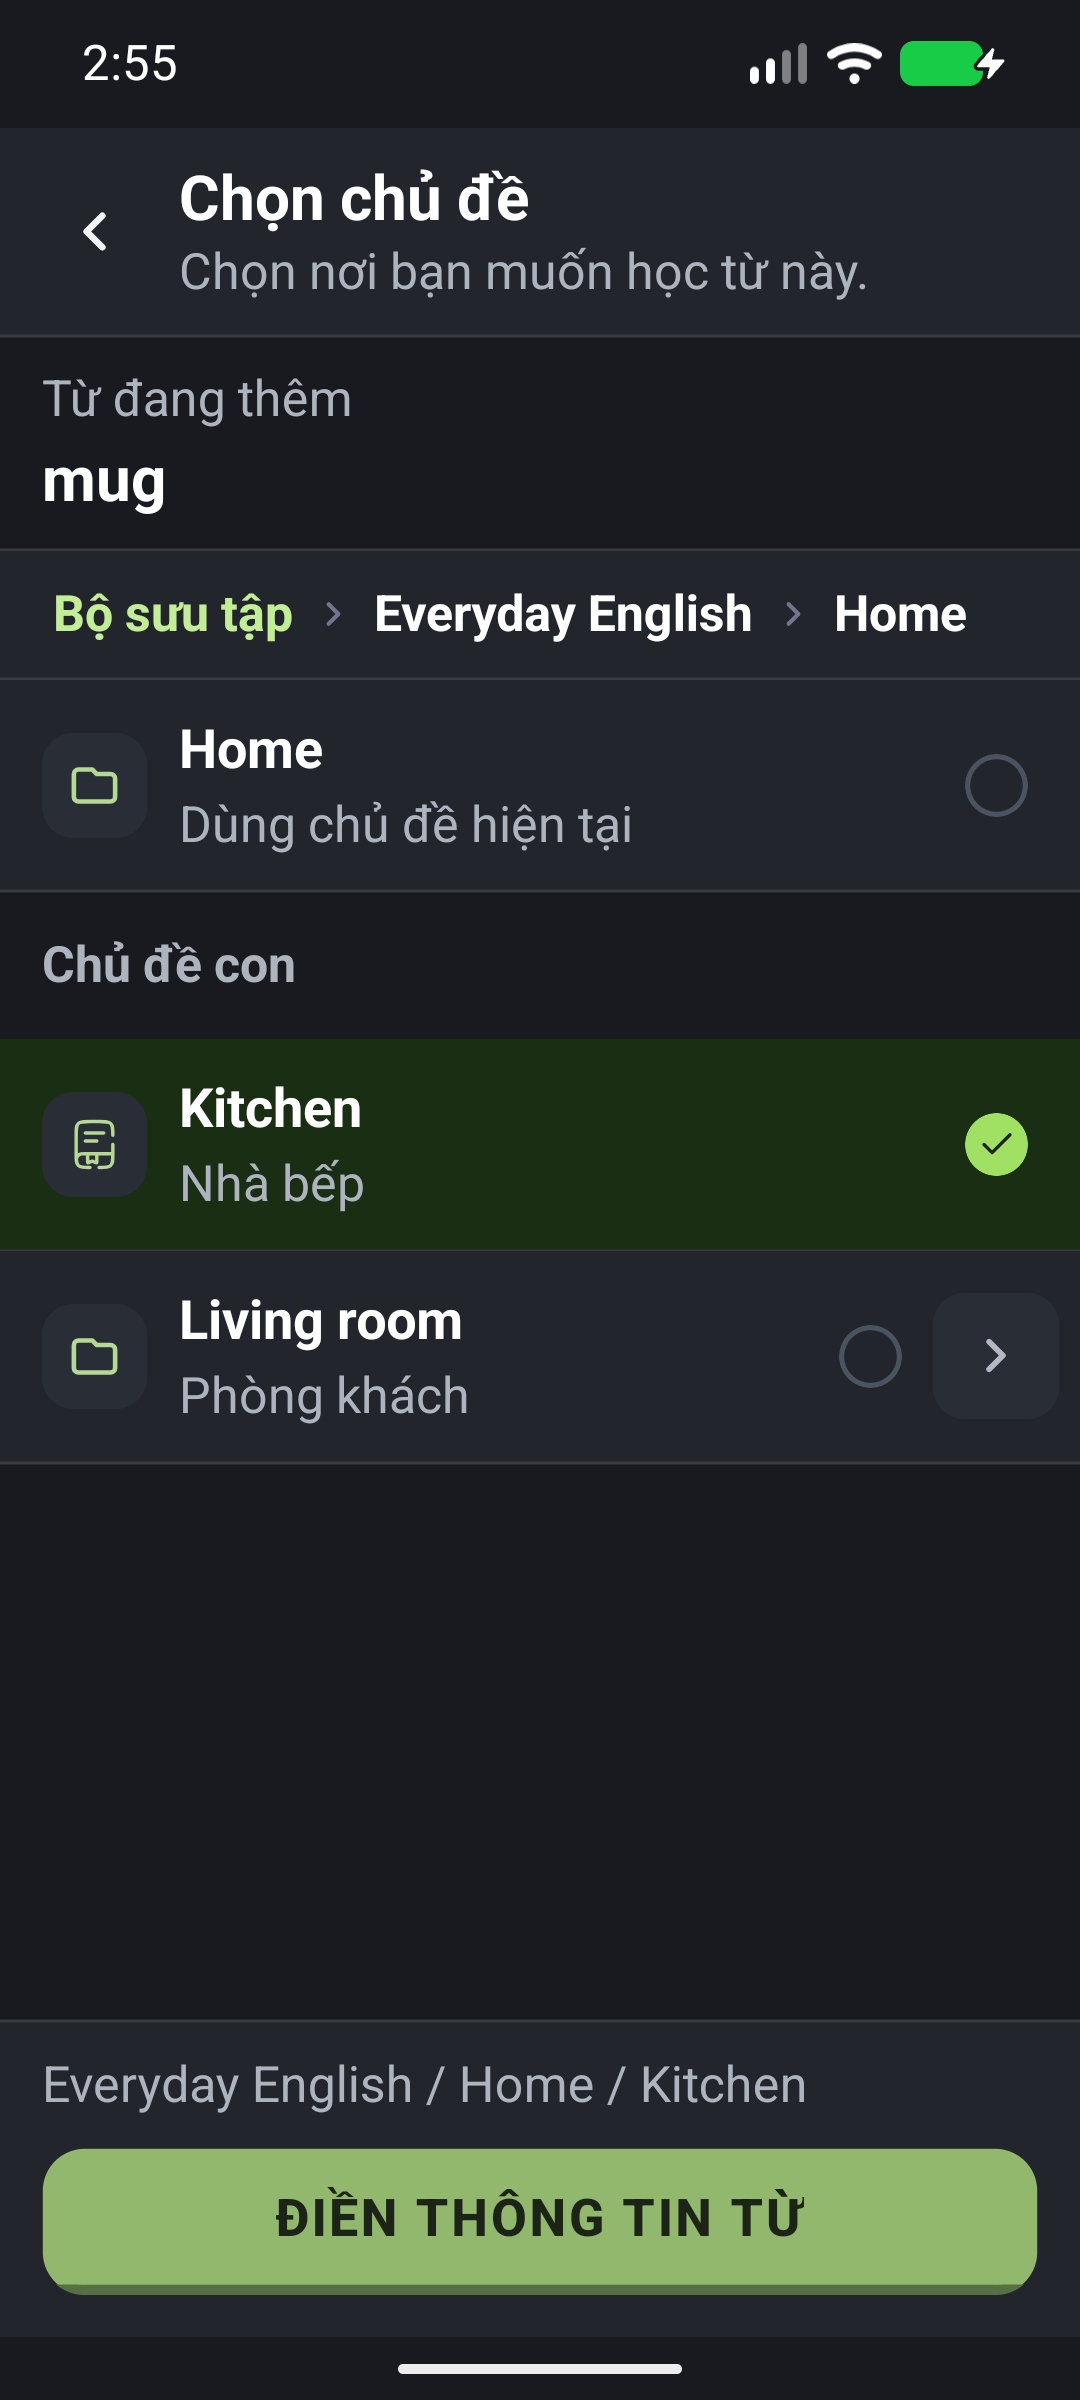 2:55
Chọn chủ đề
Chọn nơi bạn muốn học từ này.
Từ đang thêm
mug
Bộ sưu tập > Everyday English > Home
Home
Dùng chủ đề hiện tại
Chủ đề con
Kitchen
Nhà bếp
Living room
Phòng khách
Everyday English / Home / Kitchen
ĐIỀN THÔNG TIN TỪ